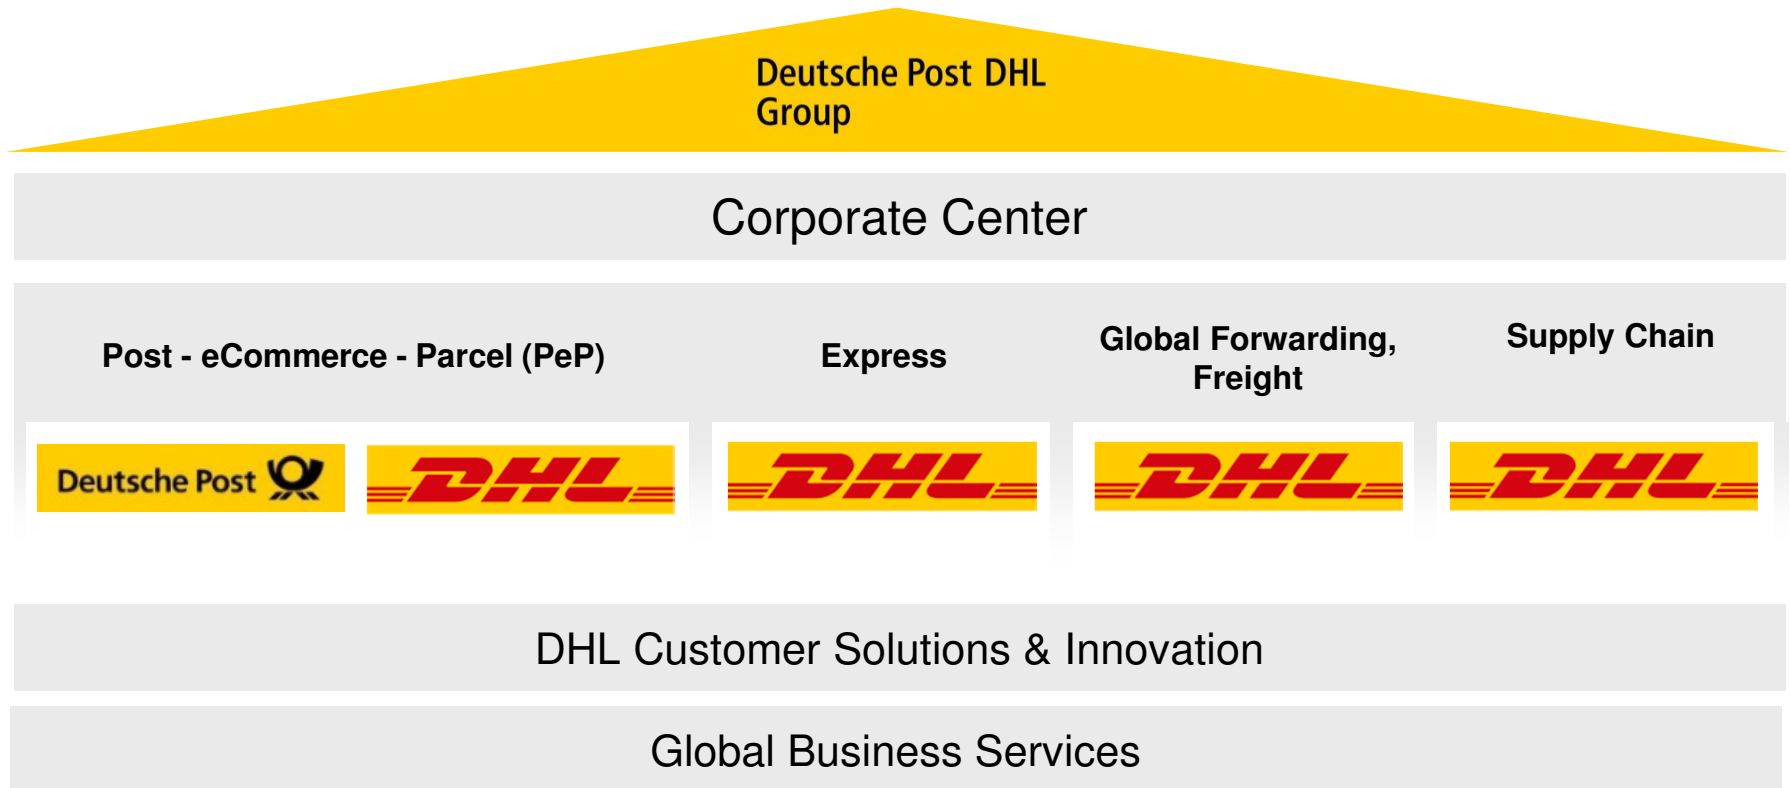 Deutsche Post DHL
Group
Corporate Center
Post - eCommerce - Parcel (PeP)
Express
Global Forwarding,
Freight
Supply Chain
Deutsche Post
DHL
DHL
DHL
DHL
DHL Customer Solutions & Innovation
Global Business Services